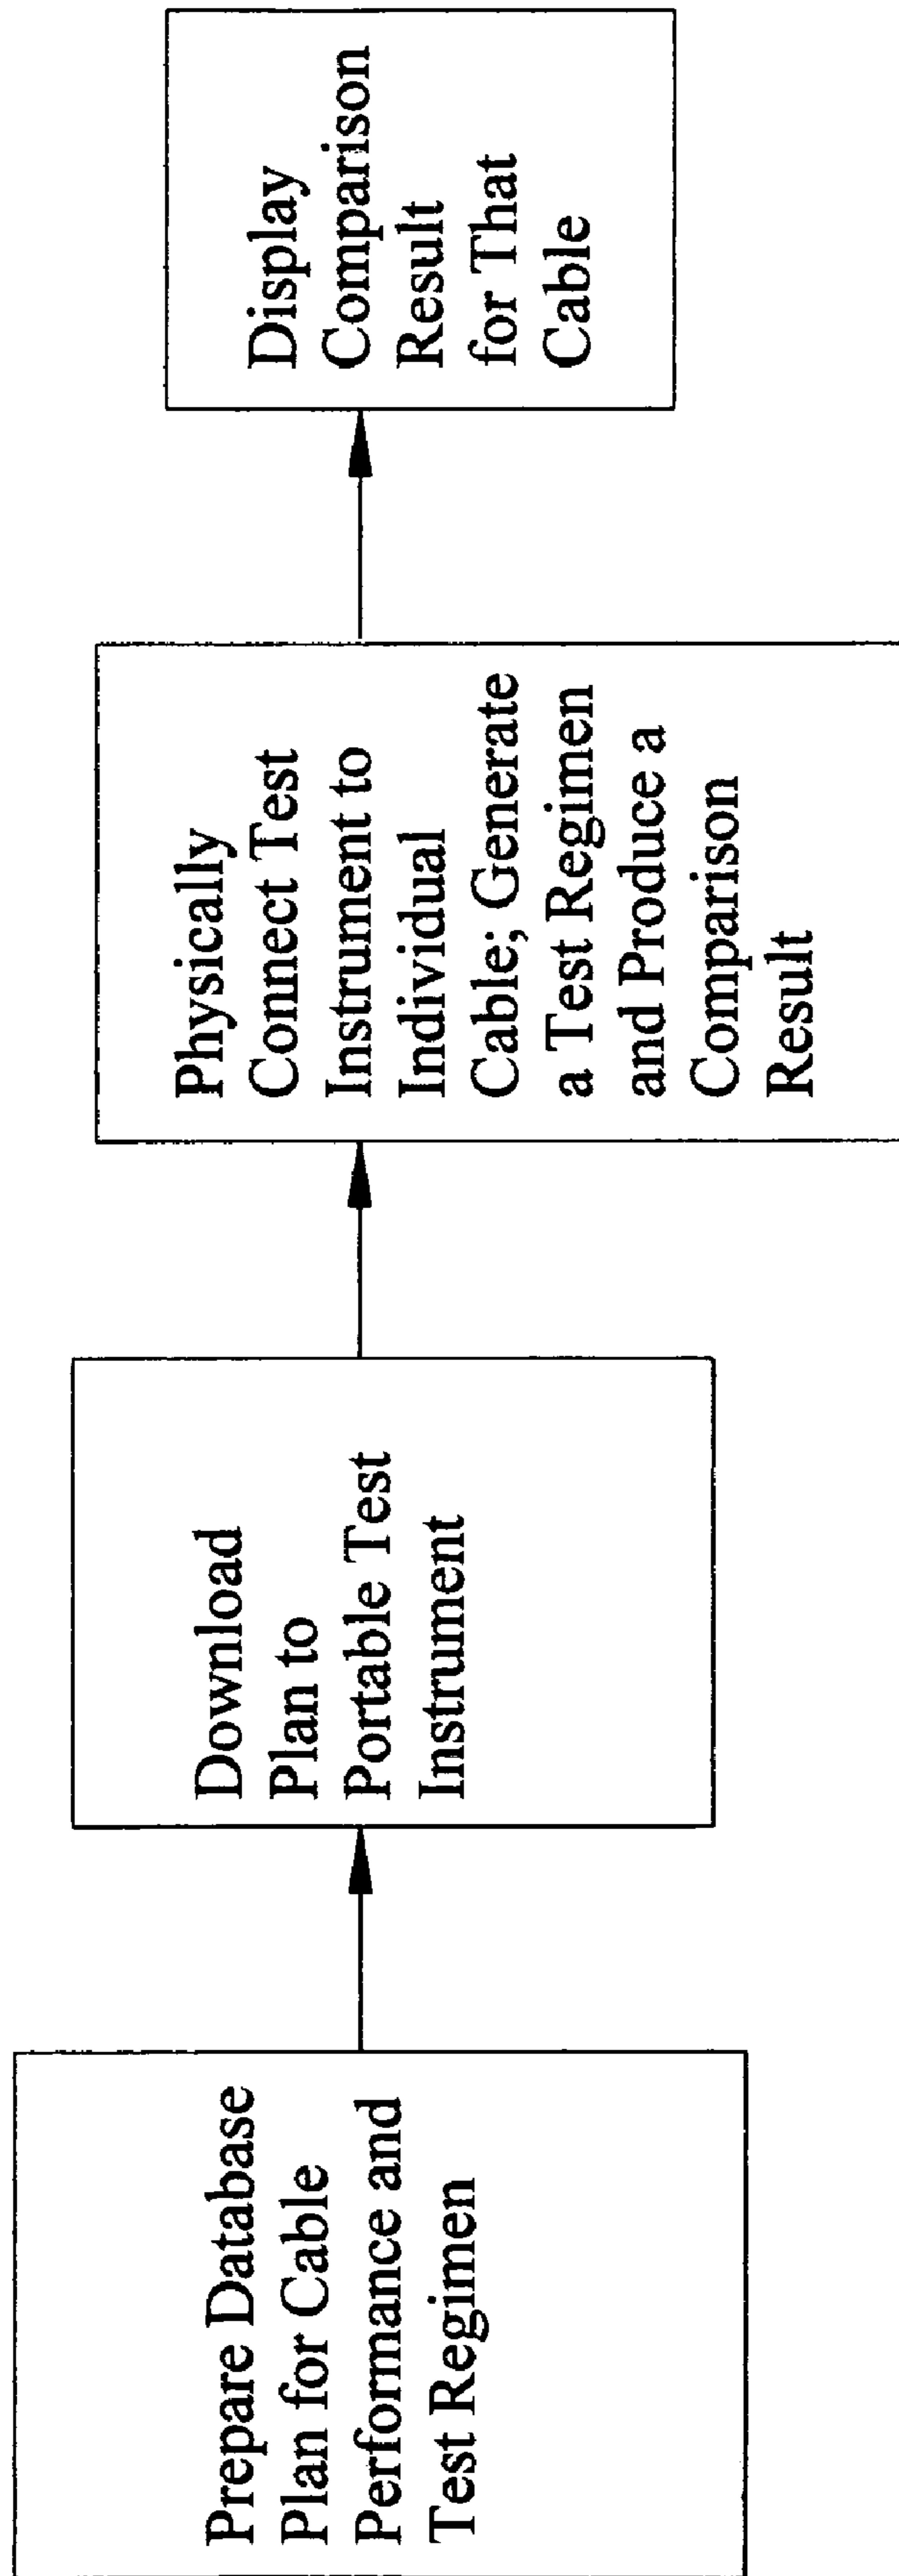 Prepare Database
Plan for Cable
Performance and
Test Regimen
Download
Plan to
Portable Test
Instrument
Physically
Connect Test
Instrument to
Individual
Cable; Generate
a Test Regimen
and Produce a
Comparison
Result
Display
Comparison
Result
for That
Cable